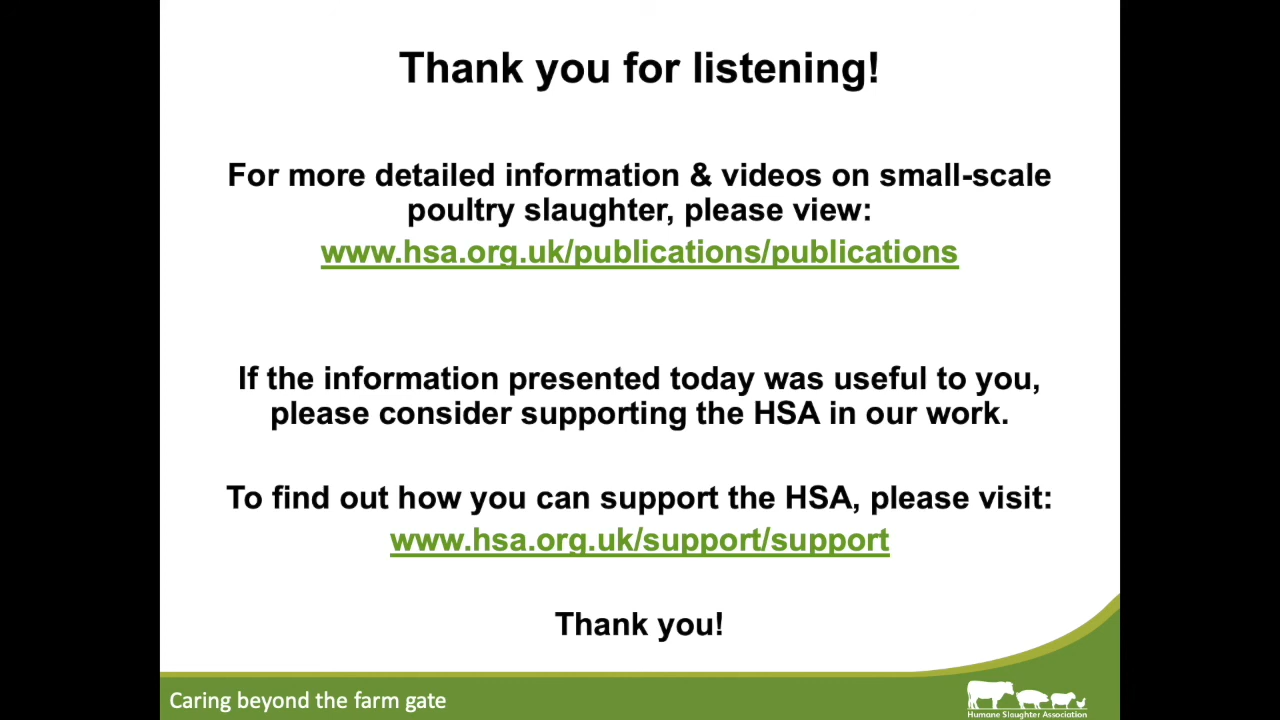 Thank you for listening!
For more detailed information & videos on small-scale
poultry slaughter, please view:
www.hsa.org.uk/publications/publications
If the information presented today was useful to you,
please consider supporting the HSA in our work.
To find out how you can support the HSA, please visit:
www.hsa.org.uk/support/support
Thank you!
Caring beyond the farm gate
Humane Slaughter Association